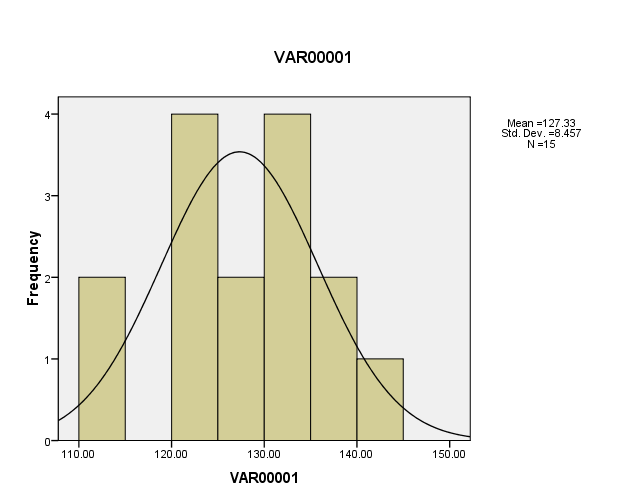 VAR00001
Mean =127.33
Std. Dev. =8.457
N =15
Frequency
4
3
2
1
0
110.00 120.00 130.00 140.00 150.00
VAR00001